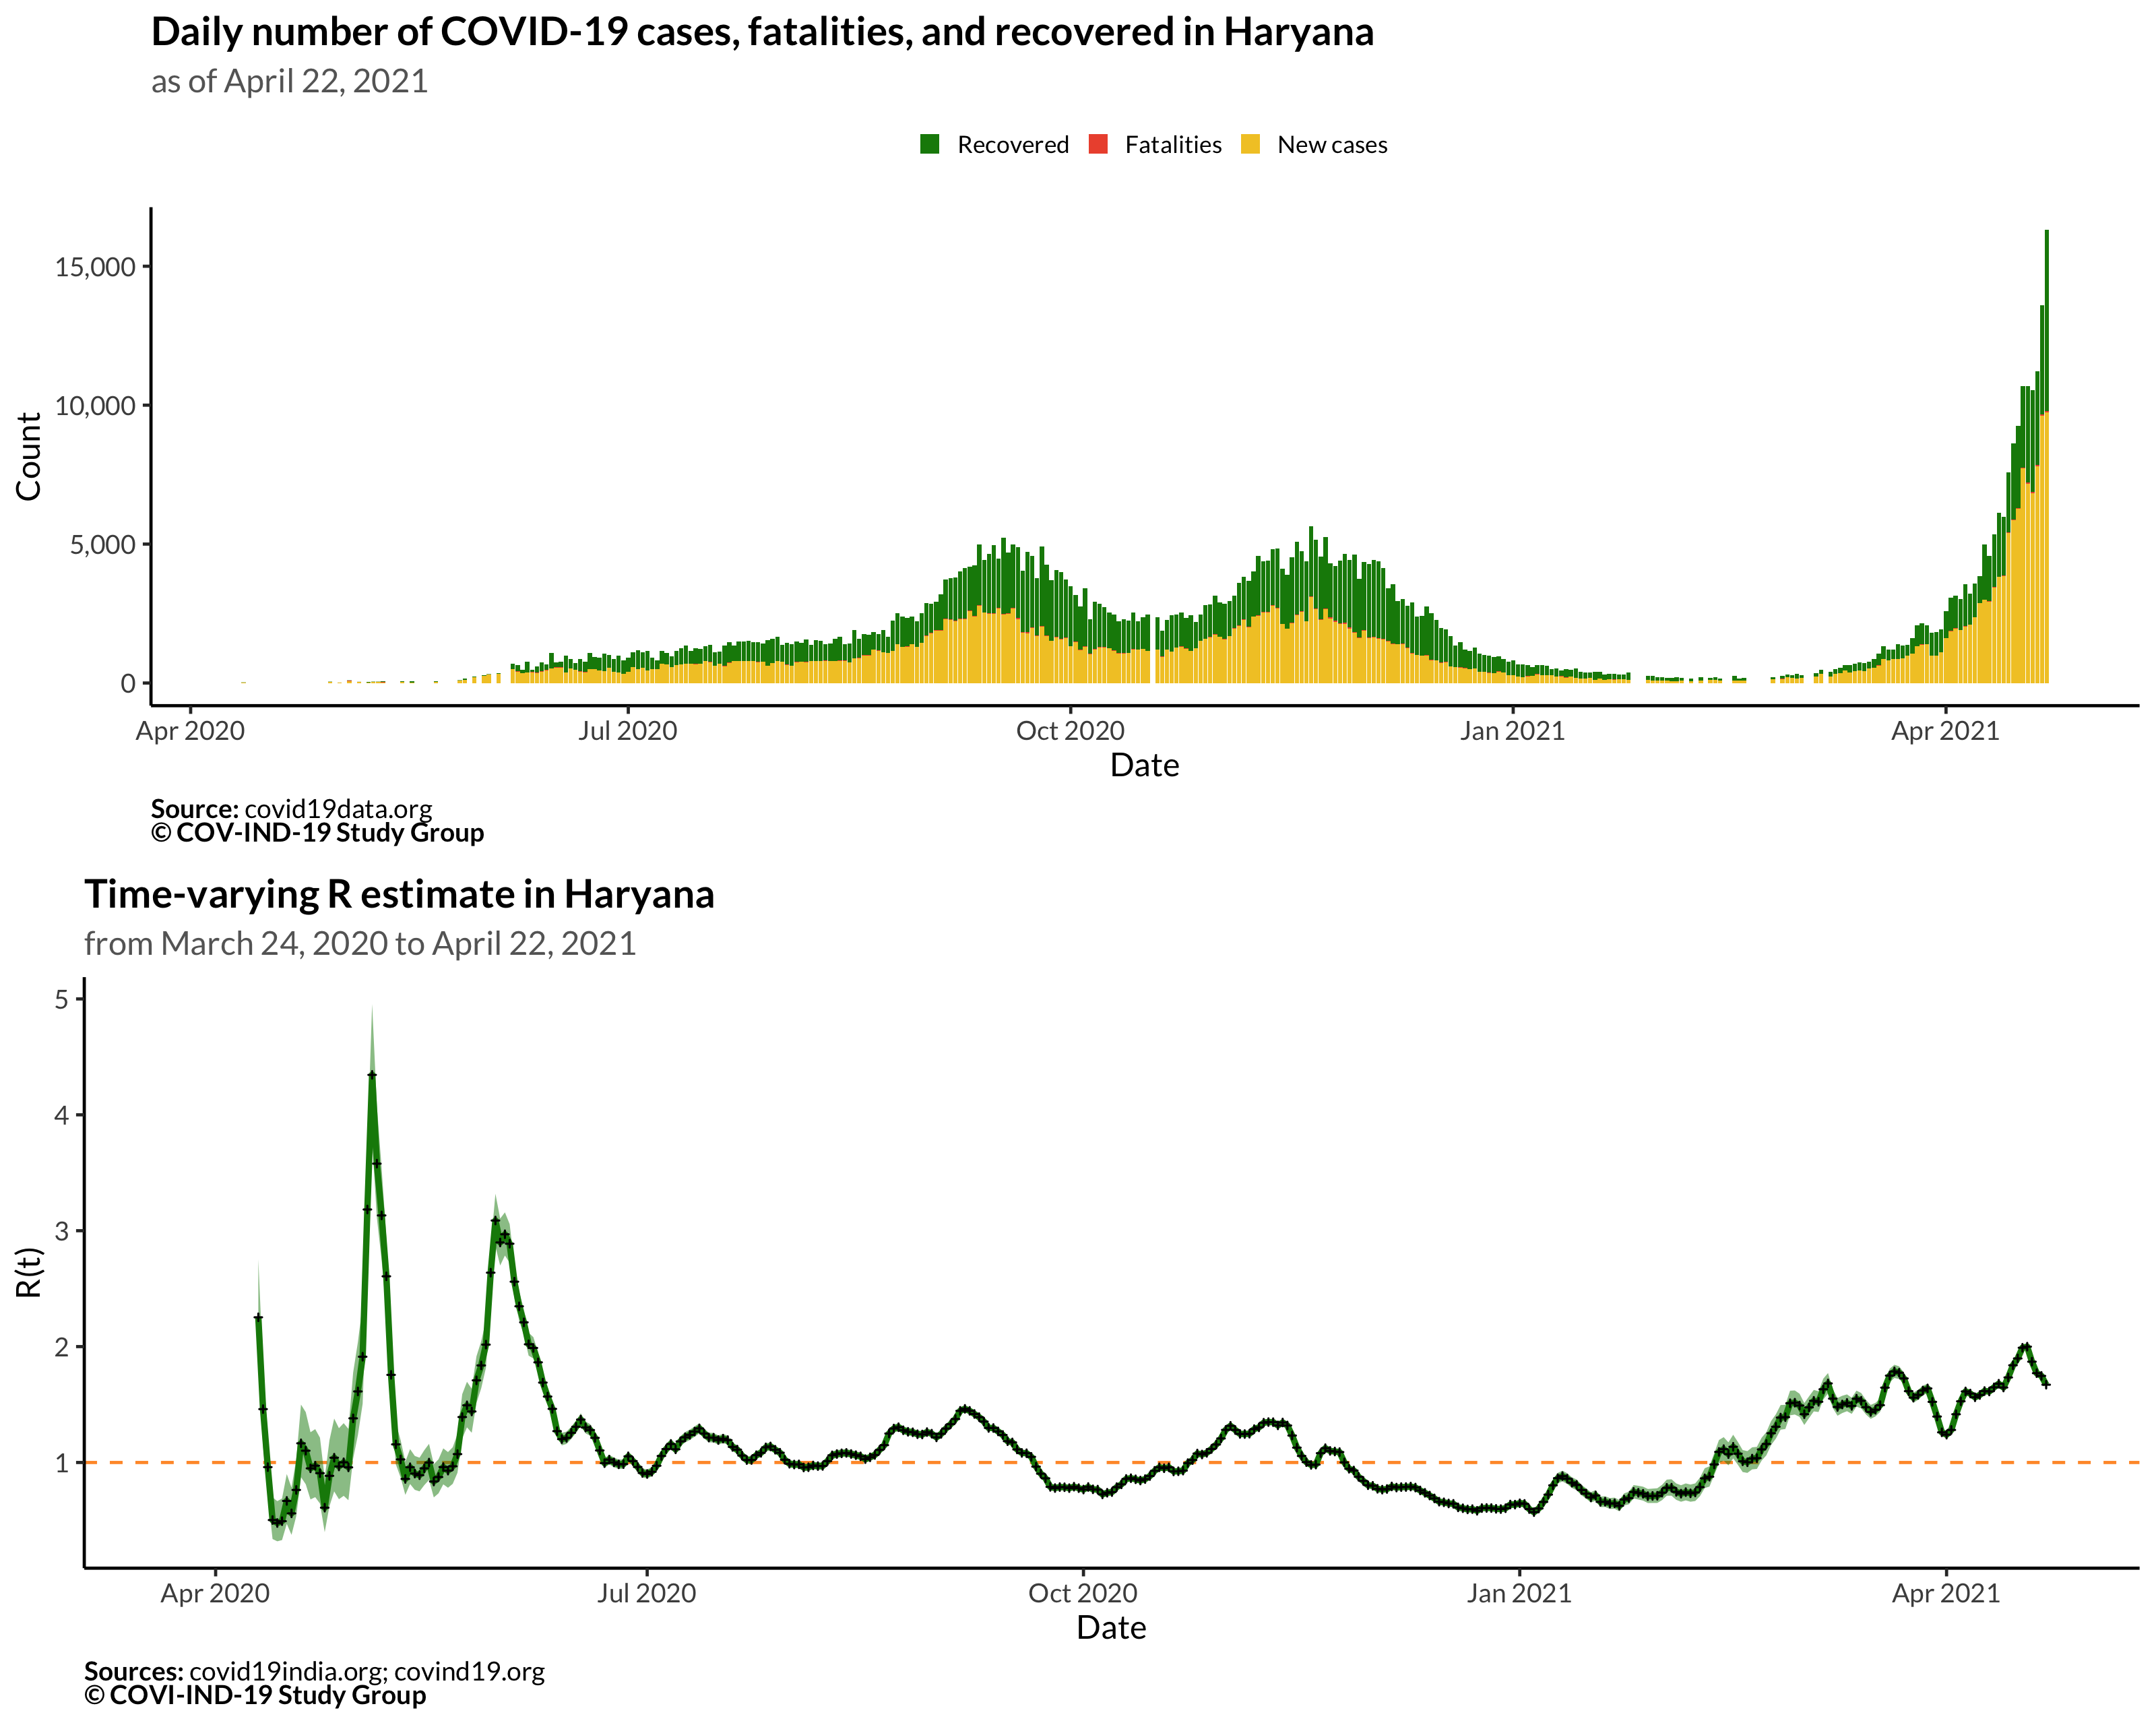 Daily number of COVID-19 cases, fatalities, and recovered in Haryana
as of April 22, 2021
Recovered Fatalities New cases
15,000
10,000
5,000
0
Count
Apr 2020 Jul 2020 Oct 2020 Jan 2021 Apr 2021
Date
Source: covid19data.org
© COV-IND-19 Study Group
Time-varying R estimate in Haryana
from March 24, 2020 to April 22, 2021
5
4
3
2
1
R(t)
Apr 2020 Jul 2020 Oct 2020 Jan 2021 Apr 2021
Date
Sources: covid19india.org; covind19.org
© COVI-IND-19 Study Group